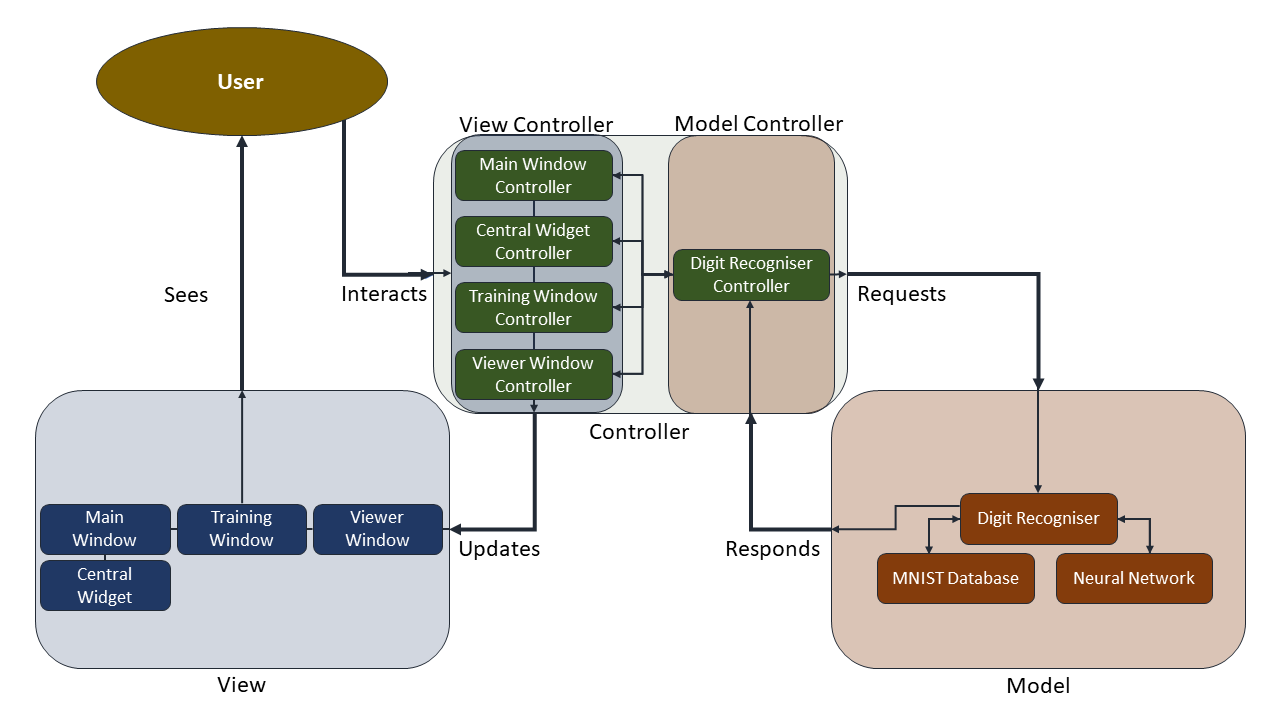 User
View Controller
Model Controller
Main Window
Controller
Central Widget
Controller
Training Window
Controller
Viewer Window
Controller
Digit Recogniser
Controller
Sees
Interacts
Requests
Controller
Main
Window
Training
Window
Viewer
Window
Central
Widget
Updates
Responds
Digit Recogniser
MNIST Database
Neural Network
View
Model